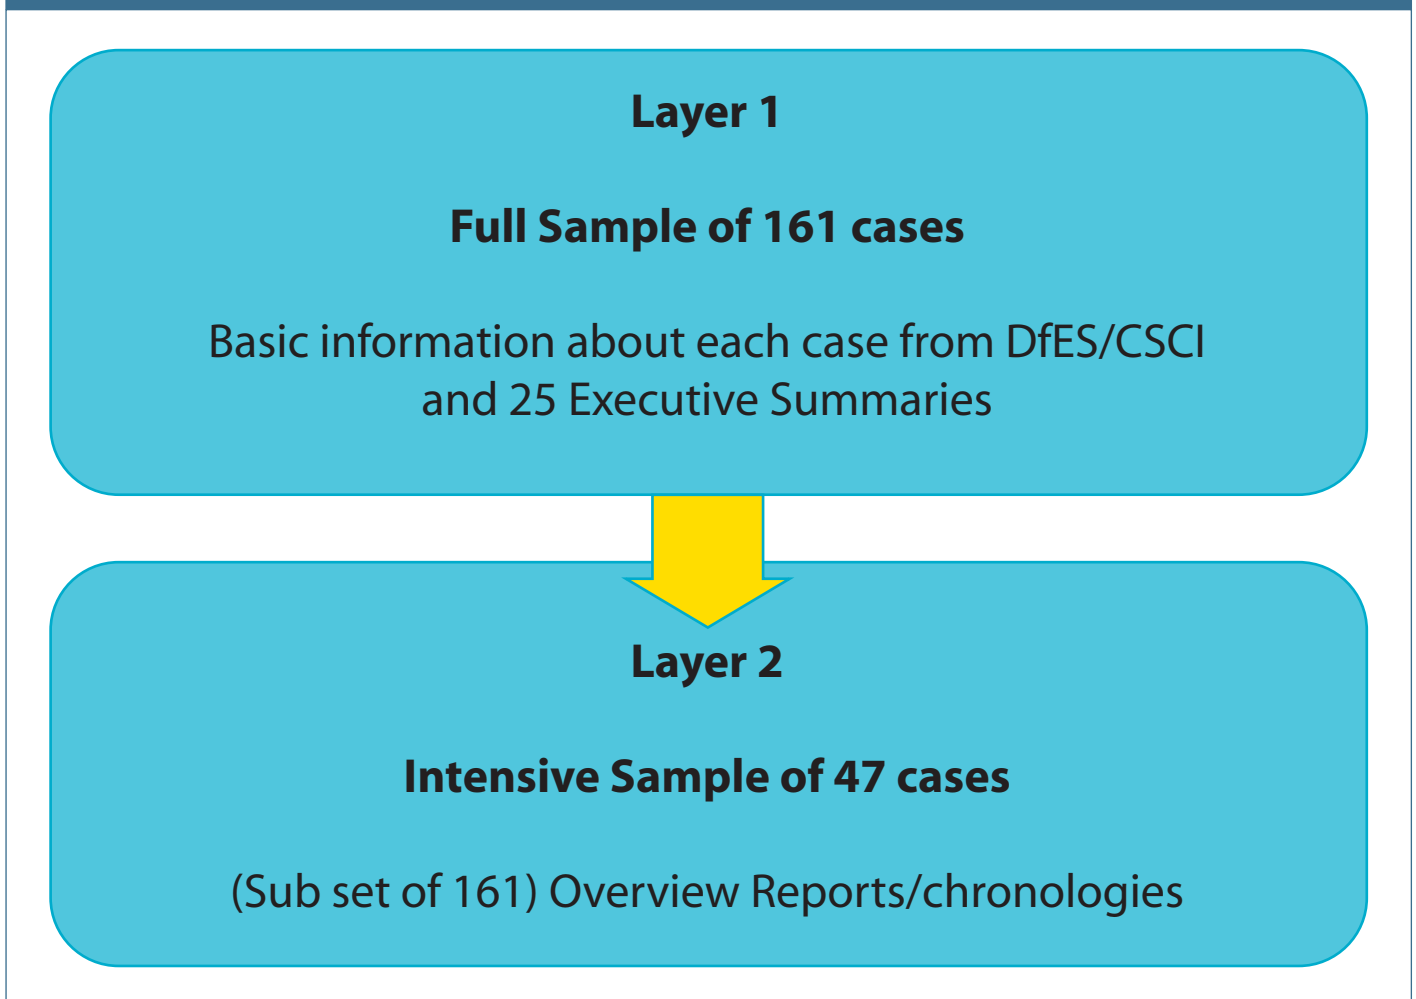 Layer 1
Full Sample of 161 cases
Basic information about each case from DfES/CSCI
and 25 Executive Summaries
Layer 2
Intensive Sample of 47 cases
(Sub set of 161) Overview Reports/chronologies